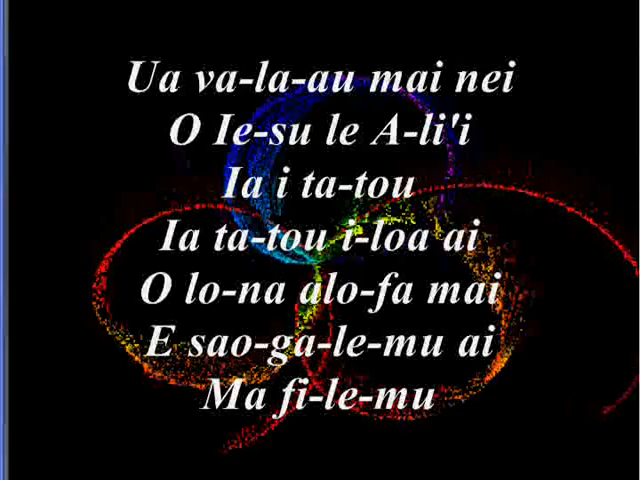 Ua va-la-au mai nei
O Ie-su le A-li'i
Ia i ta-tou
Ia ta-tou i-loa ai
O lo-na alo-fa mai
E sao-ga-le-mu ai
Ma fi-le-mu